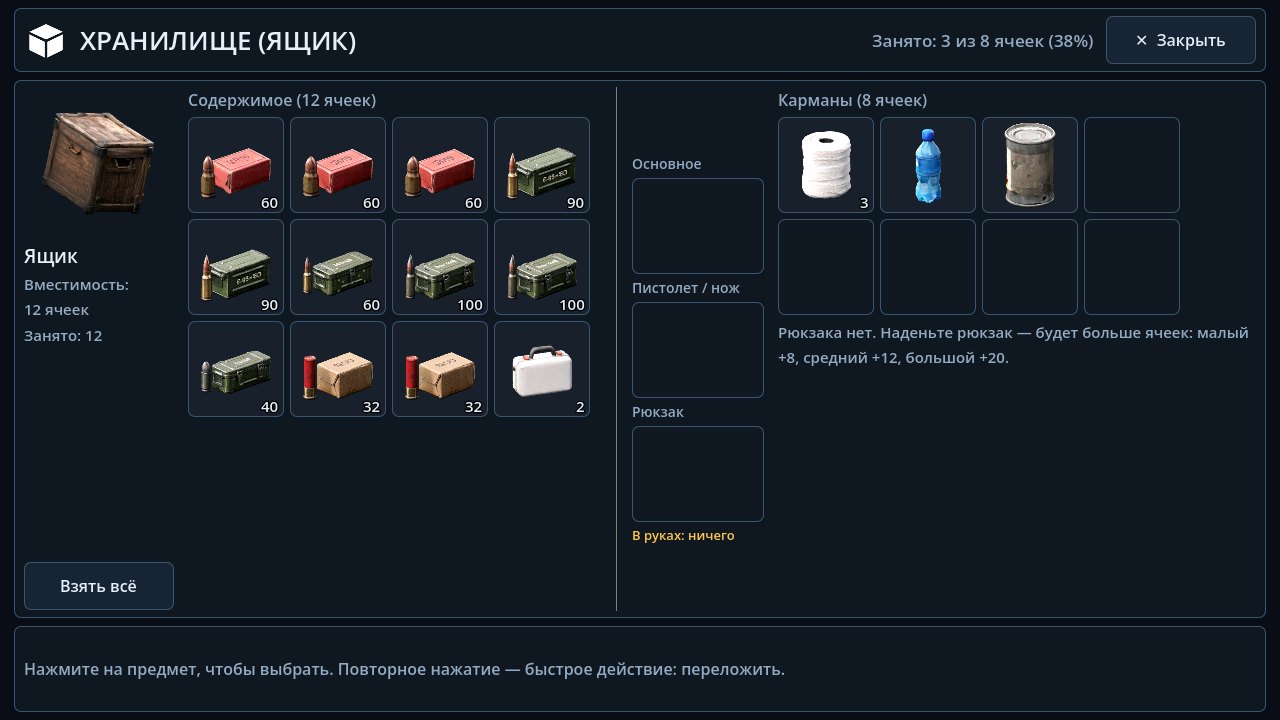 ХРАНИЛИЩЕ (ЯЩИК)
Занято: 3 из 8 ячеек (38%)
✕ Закрыть
Ящик
Вместимость:
12 ячеек
Занято: 12
Взять всё
Содержимое (12 ячеек)
60
60
60
90
90
60
100
100
40
32
32
2
Основное
Пистолет / нож
Рюкзак
В руках: ничего
Карманы (8 ячеек)
3
Рюкзака нет. Наденьте рюкзак — будет больше ячеек: малый
+8, средний +12, большой +20.
Нажмите на предмет, чтобы выбрать. Повторное нажатие — быстрое действие: переложить.